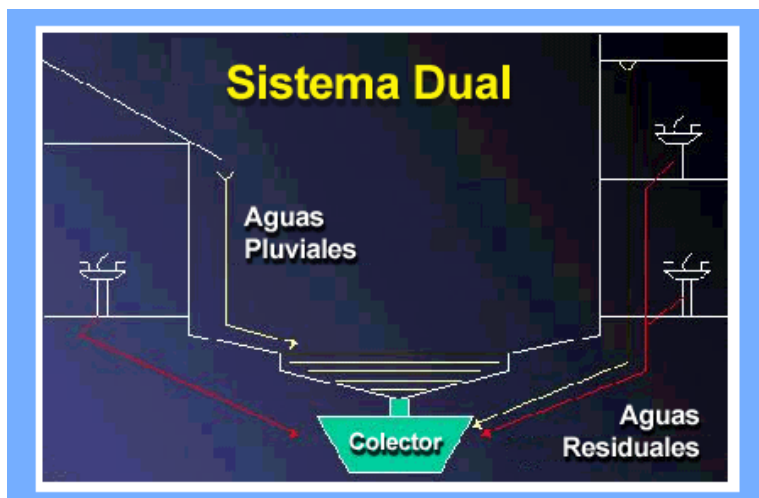 Sistema Dual
Aguas
Pluviales
Colector
Aguas
Residuales